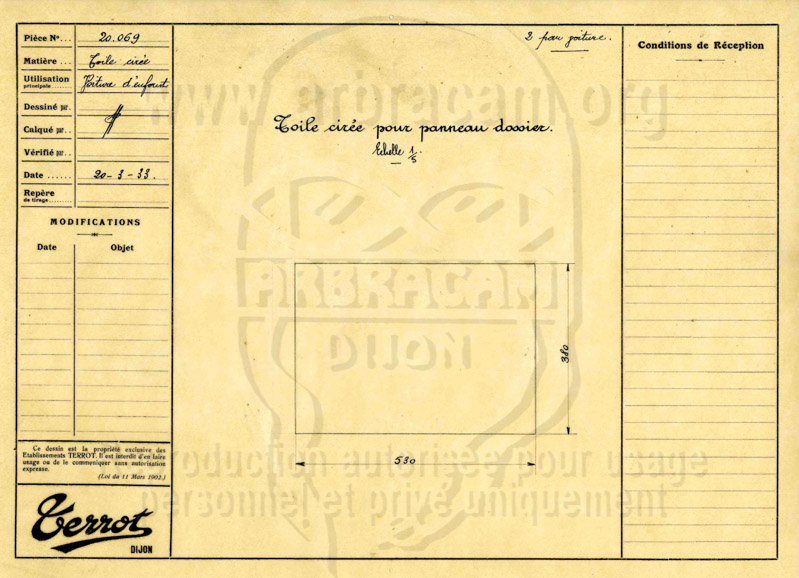 Pièce Nº... 20.069
Matière... Toile cirée
Utilisation
principale....... Voiture d'enfant
Dessiné par.
Calqué par..
Vérifié par..
Date...... 20-3-33.
Repère
de tirage.......
MODIFICATIONS
Date Objet
Ce dessin est la propriété exclusive des
Etablissements TERROT. Il est interdit d'en faire
usage ou de le communiquer sans autorisation
expresse.
(Loi du 11 Mars 1902.)
Terrot
DIJON
2 par voiture.
Toile cirée pour panneau dossier.
Echelle 1/5.
380
530
Conditions de Réception
www.arbracam.org
ARBRACAM
DIJON
Reproduction autorisée pour usage
personnel et privé uniquement